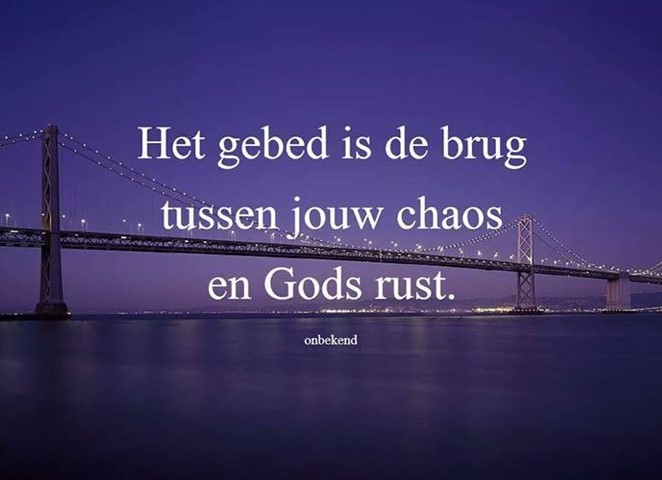 Het gebed is de brug
tussen jouw chaos
en Gods rust.
onbekend